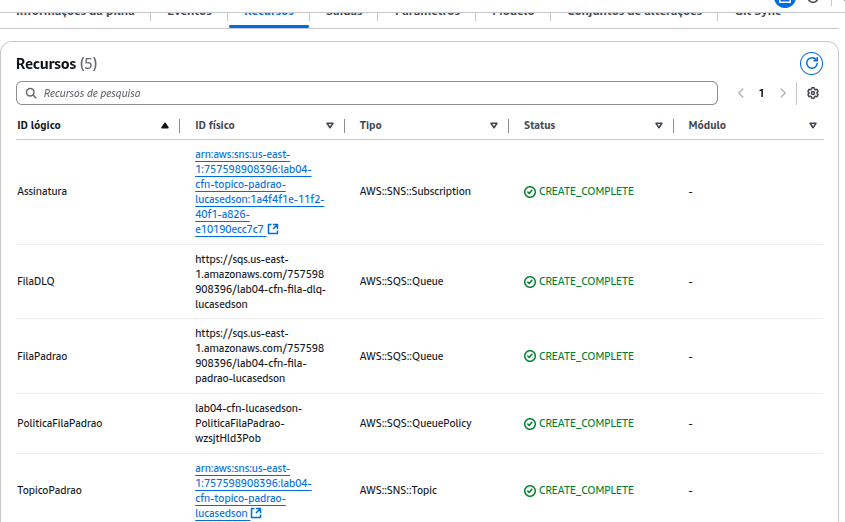 Informações da pilha Eventos Recursos Saídas Parâmetros Modelo Conjuntos de alterações Git Sync
Recursos (5)
Recursos de pesquisa
1
ID lógico ID físico Tipo Status Módulo
Assinatura
arn:aws:sns:us-east-
1:757598908396:lab04-
cfn-topico-padrao-
lucasedson:1a4f4f1e-11f2-
40f1-a826-
e10190ecc7c7
AWS::SNS::Subscription
CREATE_COMPLETE
-
FilaDLQ
https://sqs.us-east-
1.amazonaws.com/757598
908396/lab04-cfn-fila-dlq-
lucasedson
AWS::SQS::Queue
CREATE_COMPLETE
-
FilaPadrao
https://sqs.us-east-
1.amazonaws.com/757598
908396/lab04-cfn-fila-
padrao-lucasedson
AWS::SQS::Queue
CREATE_COMPLETE
-
PoliticaFilaPadrao
lab04-cfn-lucasedson-
PoliticaFilaPadrao-
wzsjtHld3Pob
AWS::SQS::QueuePolicy
CREATE_COMPLETE
-
TopicoPadrao
arn:aws:sns:us-east-
1:757598908396:lab04-
cfn-topico-padrao-
lucasedson
AWS::SNS::Topic
CREATE_COMPLETE
-